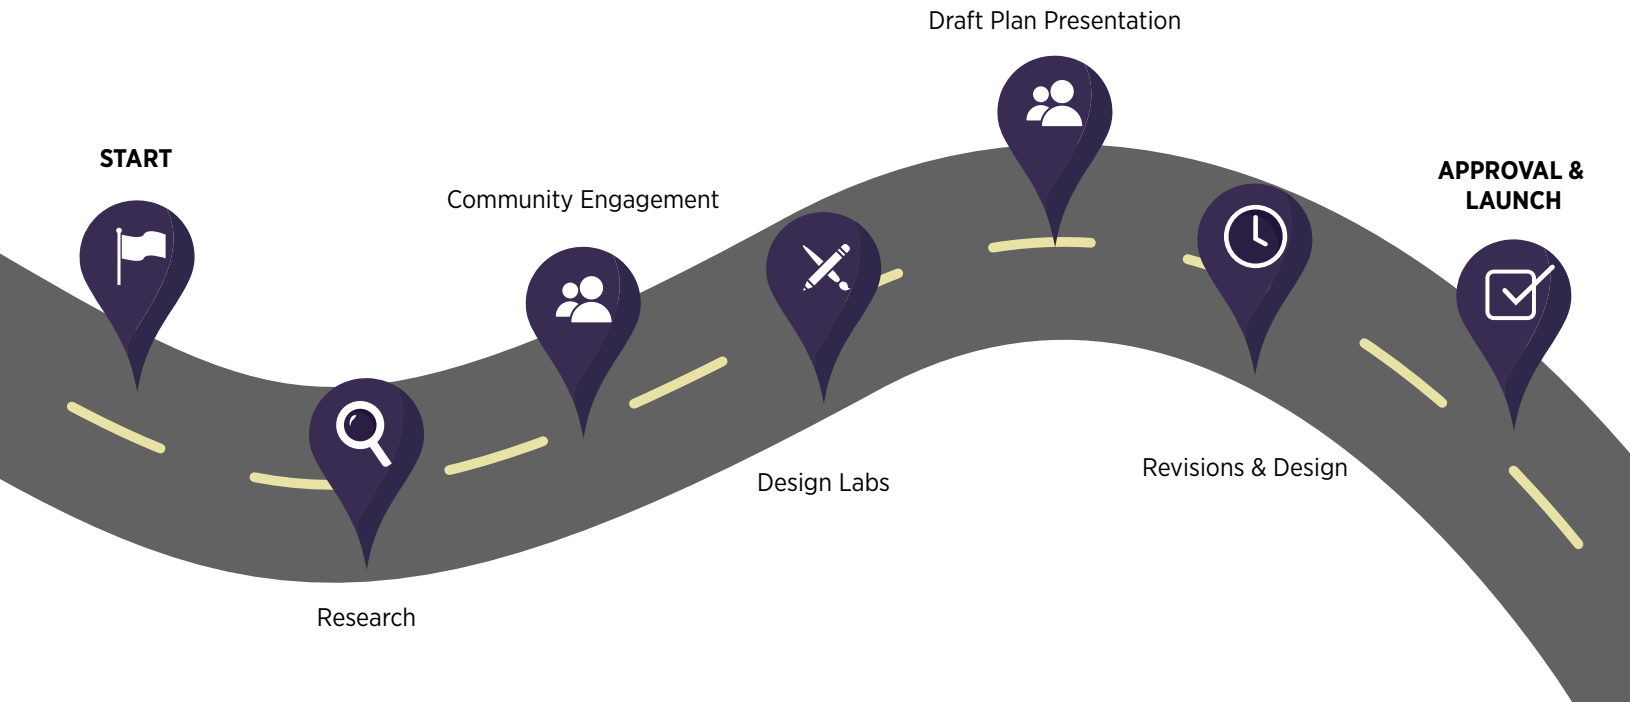 START
Research
Community Engagement
Design Labs
Draft Plan Presentation
Revisions & Design
APPROVAL &
LAUNCH